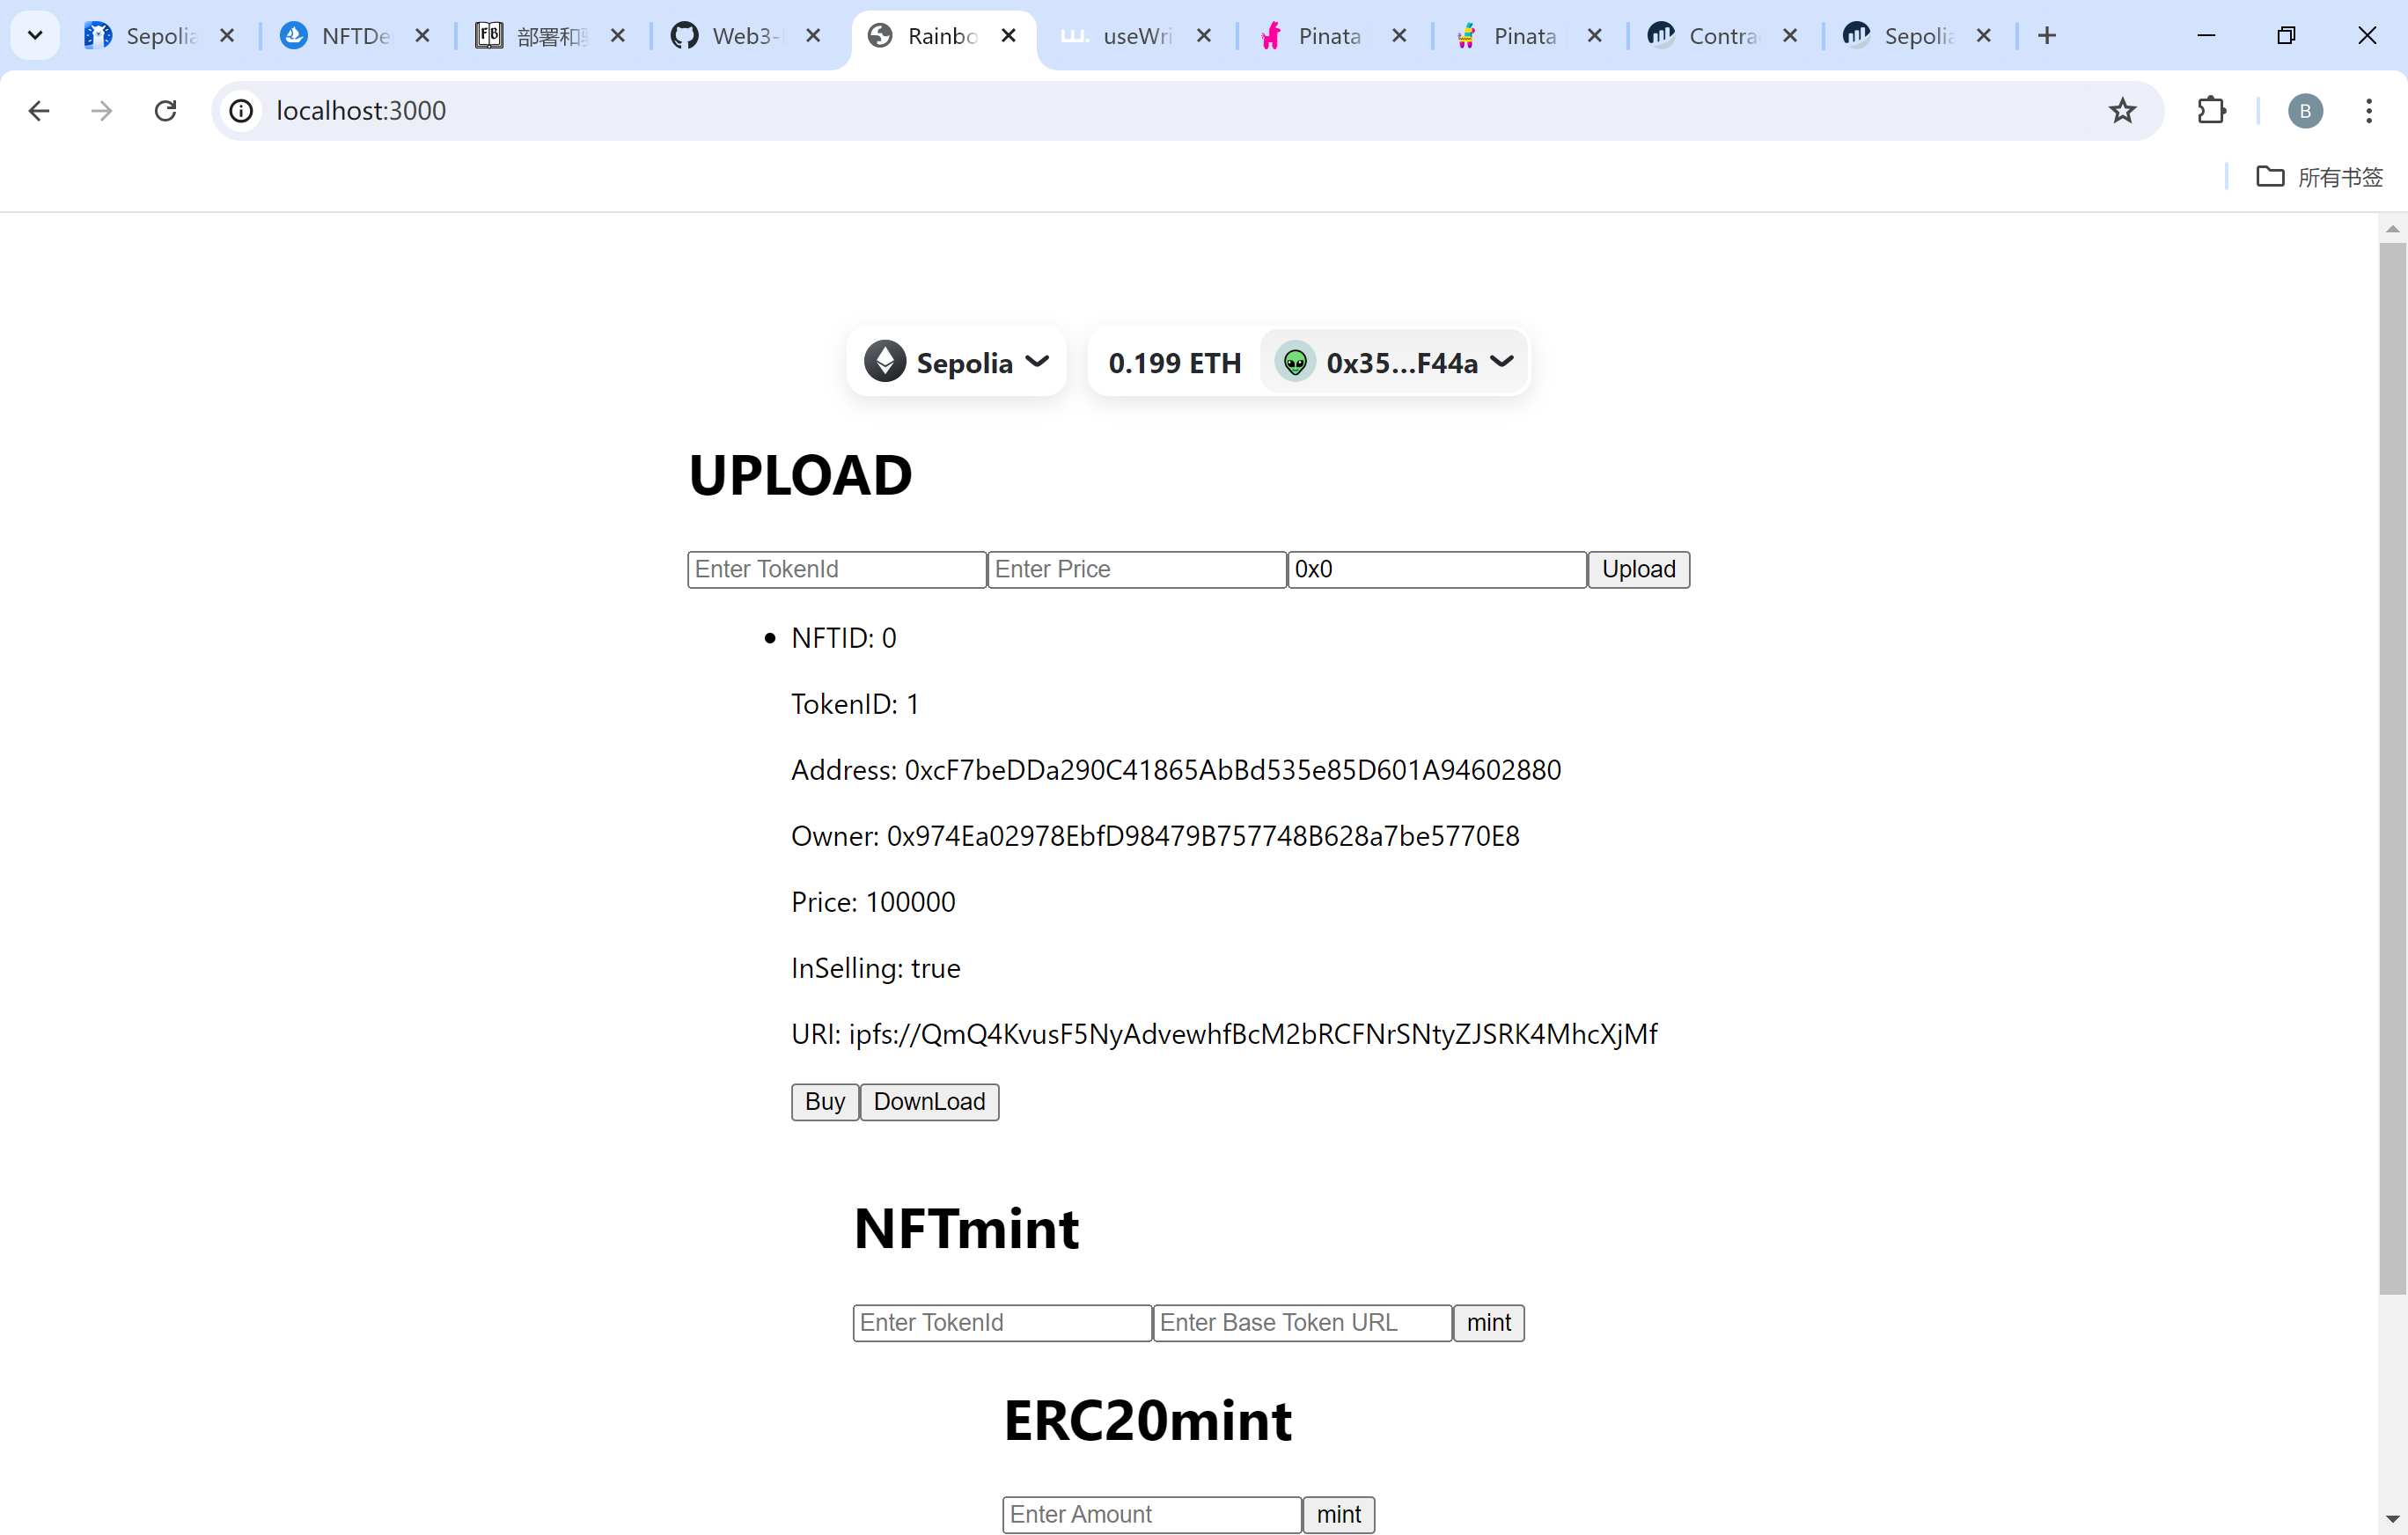 Sepolia NFTDe 部署和 Web3- Rainbo useWri Pinata Pinata Contra Sepolia
localhost:3000
B
所有书签
Sepolia 0.199 ETH 0x35...F44a
UPLOAD
Enter TokenId Enter Price 0x0 Upload
NFTID: 0
TokenID: 1
Address: 0xcF7beDDa290C41865AbBd535e85D601A94602880
Owner: 0x974Ea02978EbfD98479B757748B628a7be5770E8
Price: 100000
InSelling: true
URI: ipfs://QmQ4KvusF5NyAdvewhfBcM2bRCFNrSNtyZJSRK4MhcXjMf
Buy DownLoad
NFTmint
Enter TokenId Enter Base Token URL mint
ERC20mint
Enter Amount mint